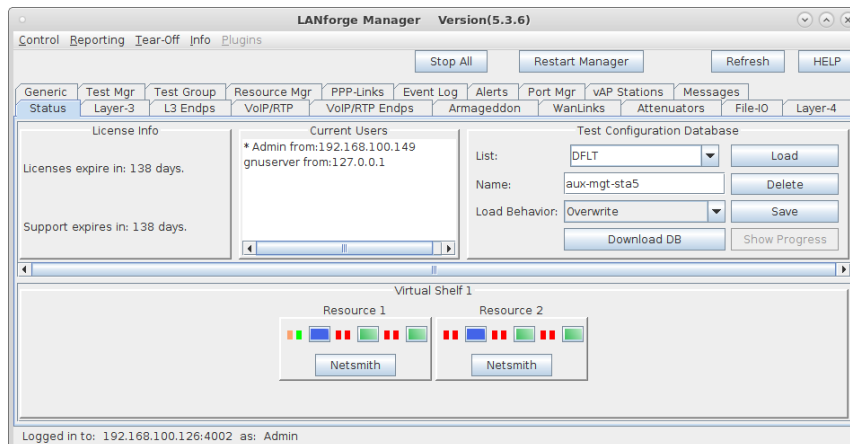 LANforge Manager Version(5.3.6)
Control Reporting Tear-Off Info Plugins
Stop All Restart Manager Refresh HELP
Generic Test Mgr Test Group Resource Mgr PPP-Links Event Log Alerts Port Mgr vAP Stations Messages
Status Layer-3 L3 Endps VoIP/RTP VoIP/RTP Endps Armageddon WanLinks Attenuators File-IO Layer-4
License Info
Licenses expire in: 138 days.
Support expires in: 138 days.
Current Users
* Admin from:192.168.100.149
gnuserver from:127.0.0.1
Test Configuration Database
List: DFLT Load
Name: aux-mgt-sta5 Delete
Load Behavior: Overwrite Save
Download DB Show Progress
Virtual Shelf 1
Resource 1 Resource 2
Netsmith Netsmith
Logged in to: 192.168.100.126:4002 as: Admin